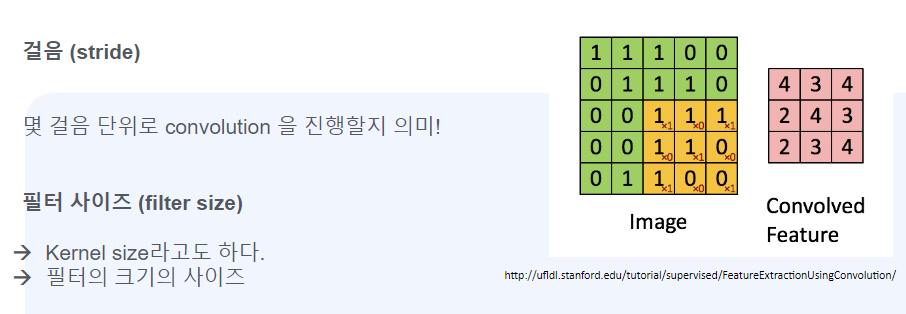 걸음 (stride)
몇 걸음 단위로 convolution 을 진행할지 의미!
필터 사이즈 (filter size)
→ Kernel size라고도 하다.
→ 필터의 크기의 사이즈
1 1 1 0 0
0 1 1 1 0
0 0 1×1 1×0 1×1
0 0 1×0 1×1 0×0
0 1 1×1 0×0 0×1
Image
4 3 4
2 4 3
2 3 4
Convolved
Feature
http://ufldl.stanford.edu/tutorial/supervised/FeatureExtractionUsingConvolution/